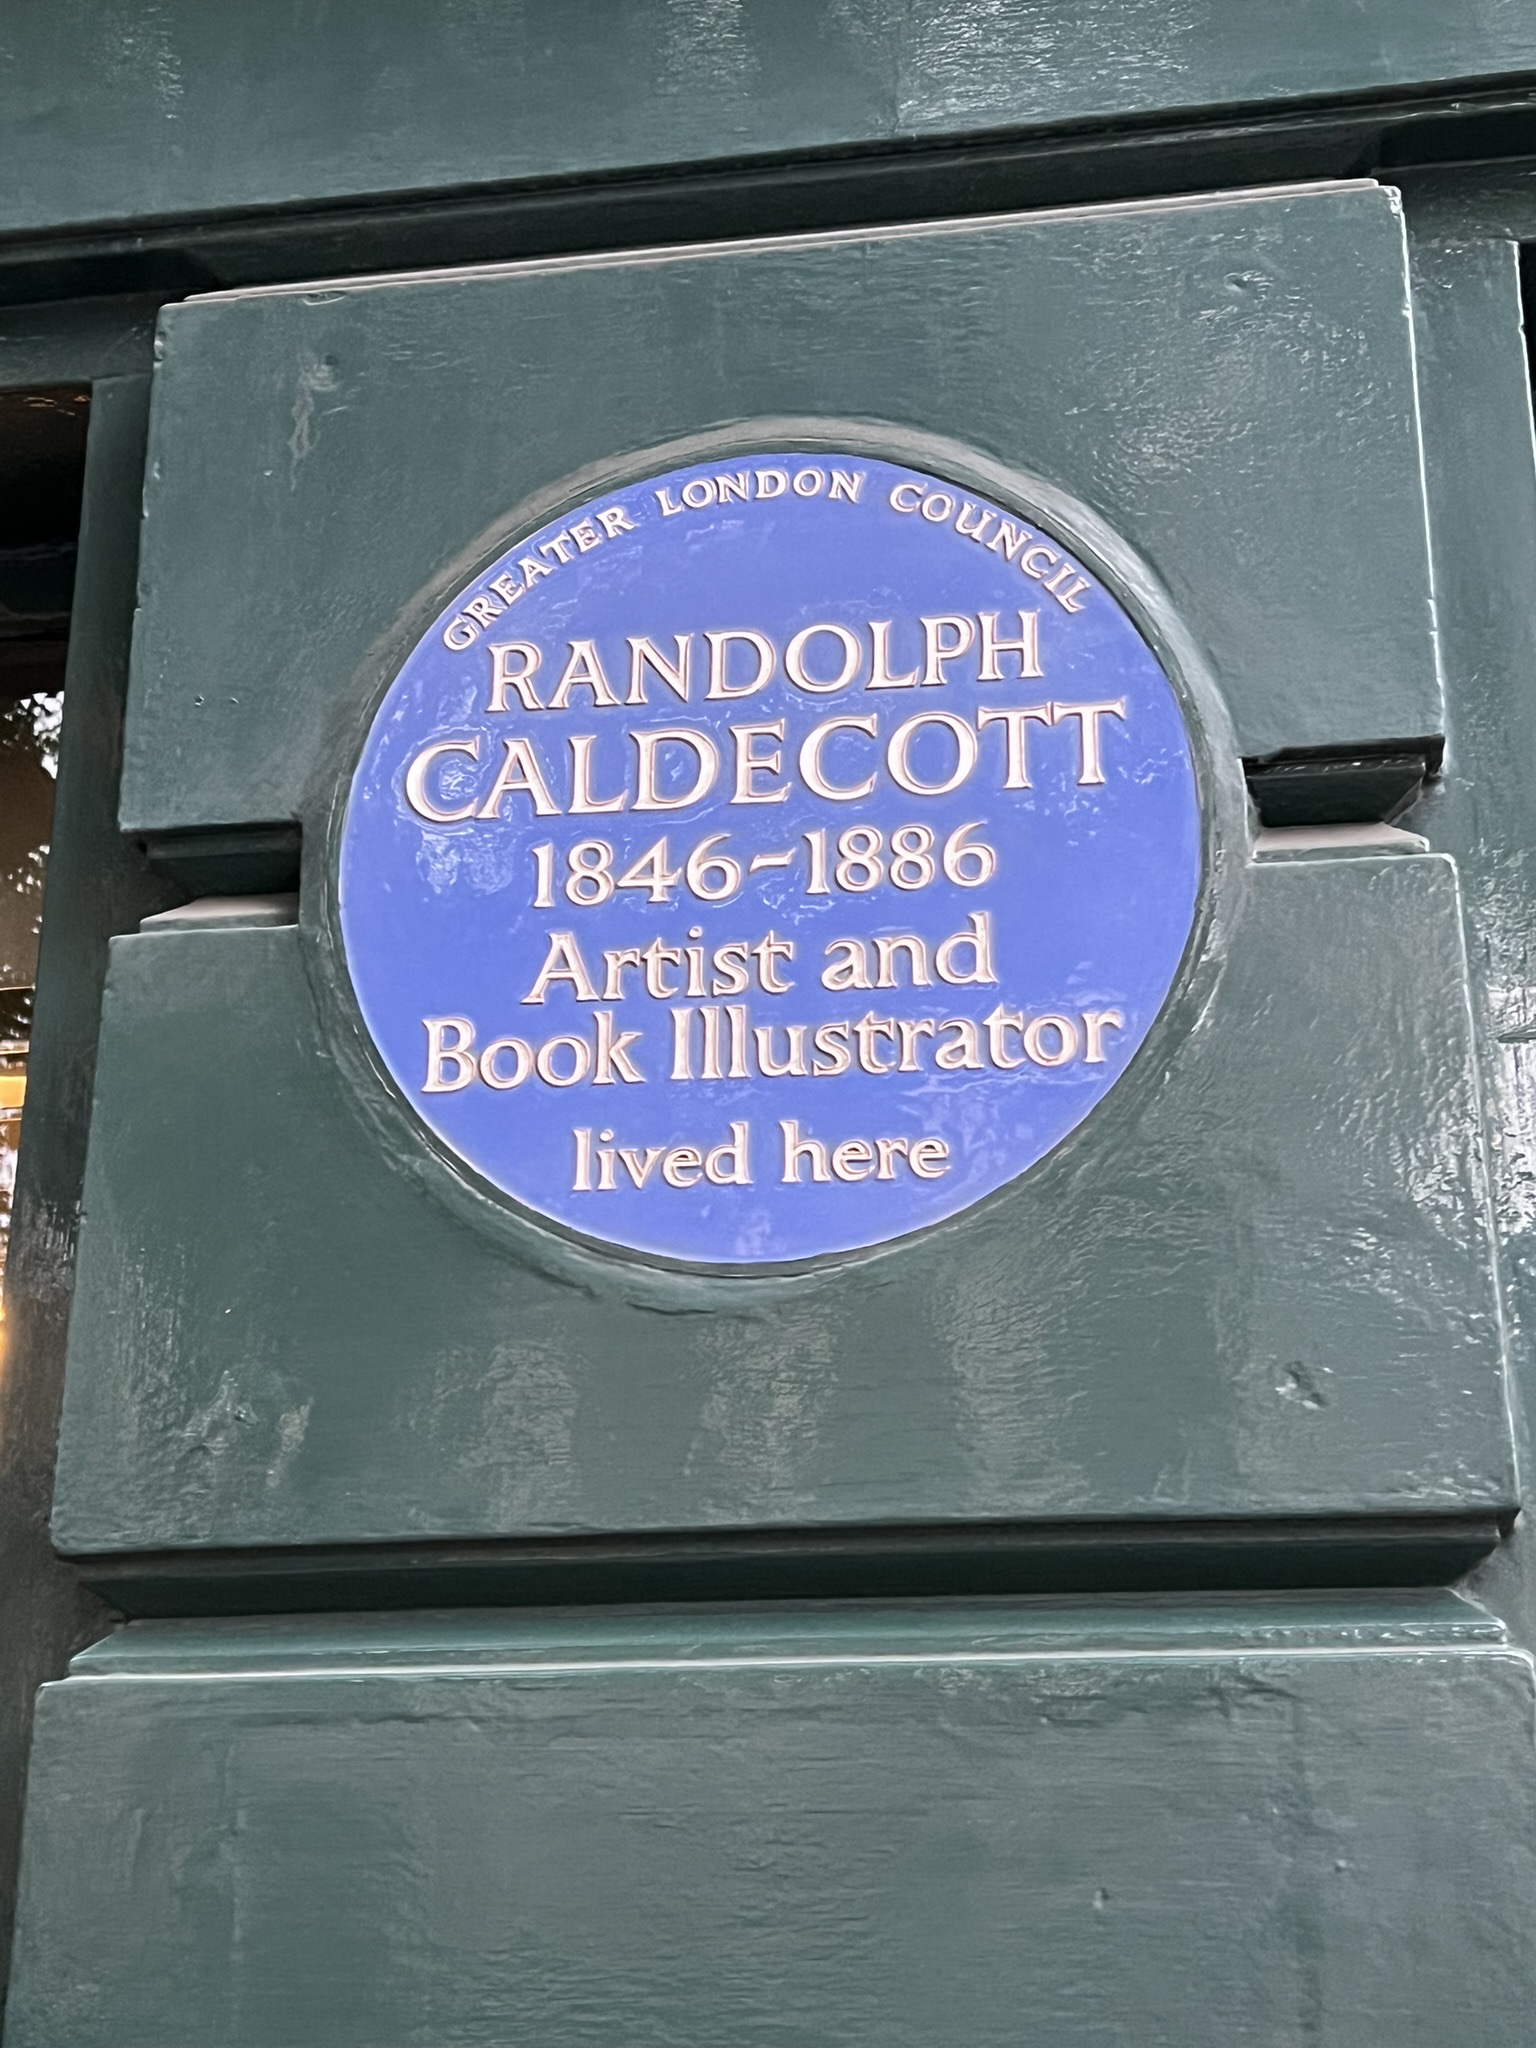 GREATER LONDON COUNCIL
RANDOLPH
CALDECOTT
1846-1886
Artist and
Book Illustrator
lived here